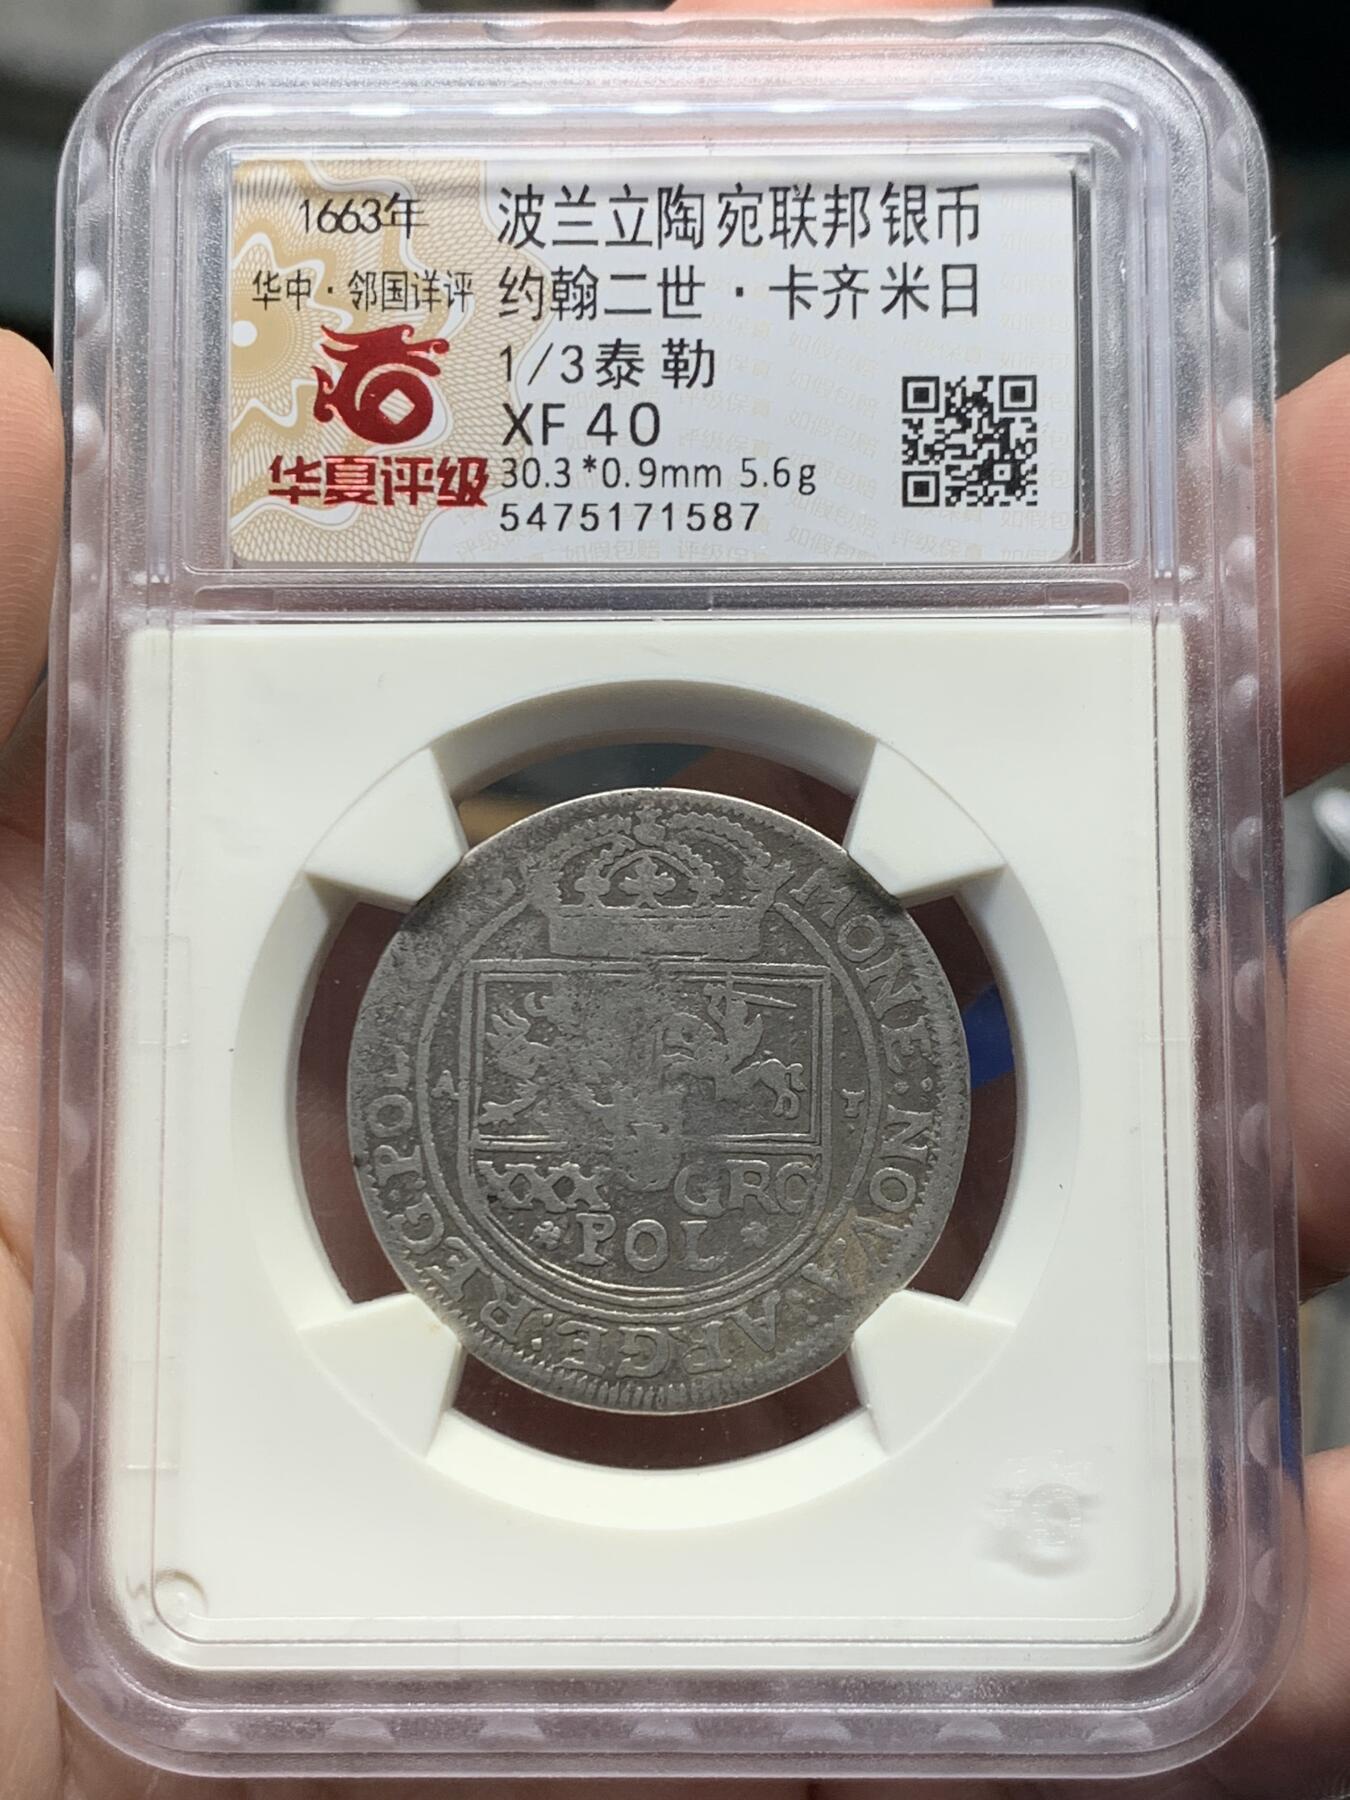 1663年
华中·邻国详评
华夏评级
波兰立陶宛联邦银币
约翰二世·卡齐米日
1/3泰勒
XF 40
30.3*0.9mm 5.6g
5475171587
MONE:NOVA:ARGE:REG:POL
A I
XXX GRO
POL